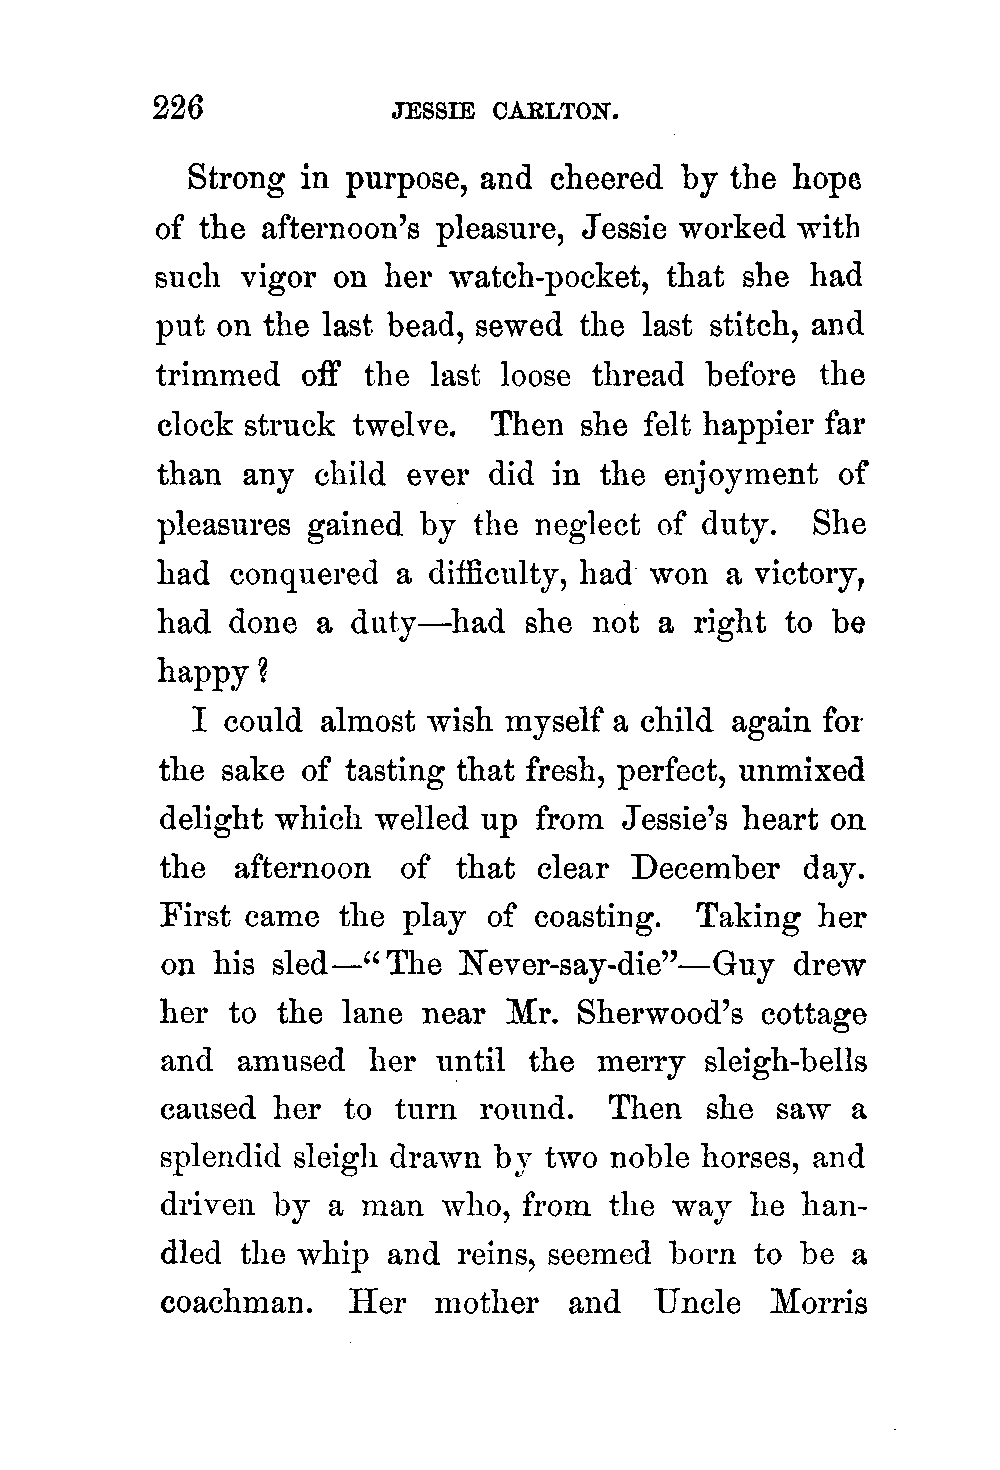 226 JESSIE CARLTON.
Strong in purpose, and cheered by the hope
of the afternoon’s pleasure, Jessie worked with
such vigor on her watch-pocket, that she had
put on the last bead, sewed the last stitch, and
trimmed off the last loose thread before the
clock struck twelve. Then she felt happier far
than any child ever did in the enjoyment of
pleasures gained by the neglect of duty. She
had conquered a difficulty, had won a victory,
had done a duty—had she not a right to be
happy?
I could almost wish myself a child again for
the sake of tasting that fresh, perfect, unmixed
delight which welled up from Jessie’s heart on
the afternoon of that clear December day.
First came the play of coasting. Taking her
on his sled—“The Never-say-die”—Guy drew
her to the lane near Mr. Sherwood’s cottage
and amused her until the merry sleigh-bells
caused her to turn round. Then she saw a
splendid sleigh drawn by two noble horses, and
driven by a man who, from the way he han-
dled the whip and reins, seemed born to be a
coachman. Her mother and Uncle Morris